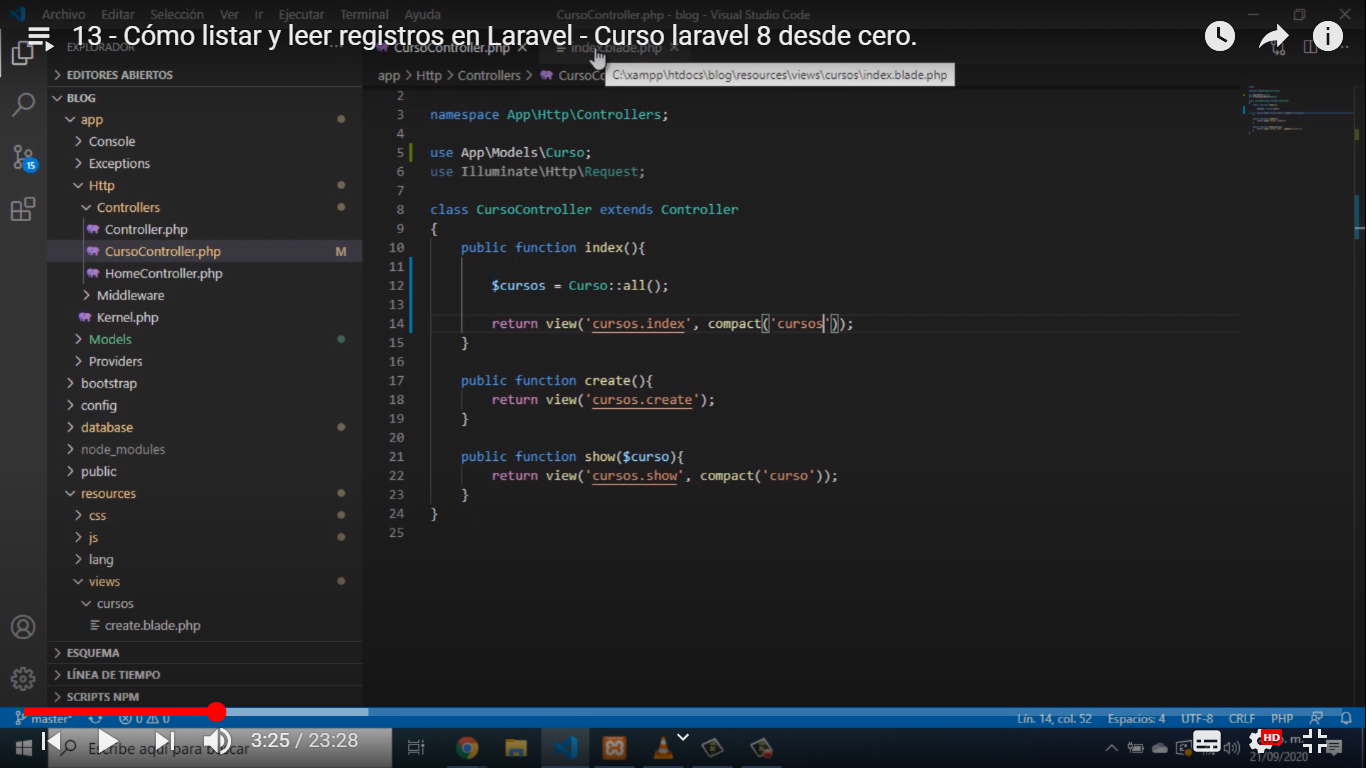 Archivo Editar Selección Ver Ir Ejecutar Terminal Ayuda
CursoController.php - blog - Visual Studio Code
13 - Cómo listar y leer registros en Laravel - Curso laravel 8 desde cero.
EXPLORADOR
CursoController.php
index.blade.php
EDITORES ABIERTOS
app > Http > Controllers > CursoCo
C:\xampp\htdocs\blog\resources\views\cursos\index.blade.php
BLOG
app
Console
Exceptions
Http
Controllers
Controller.php
CursoController.php M
HomeController.php
Middleware
Kernel.php
Models
Providers
bootstrap
config
database
node_modules
public
resources
css
js
lang
views
cursos
create.blade.php
ESQUEMA
LÍNEA DE TIEMPO
SCRIPTS NPM
15
2
3 namespace App\Http\Controllers;
4
5 use App\Models\Curso;
6 use Illuminate\Http\Request;
7
8 class CursoController extends Controller
9 {
10 public function index(){
11
12 $cursos = Curso::all();
13
14 return view('cursos.index', compact('cursos'));
15 }
16
17 public function create(){
18 return view('cursos.create');
19 }
20
21 public function show($curso){
22 return view('cursos.show', compact('curso'));
23 }
24 }
25
master* 0 0
Lín. 14, col. 52 Espacios: 4 UTF-8 CRLF PHP
Escribe aquí para buscar
3:25 / 23:28
HD
21/09/2020